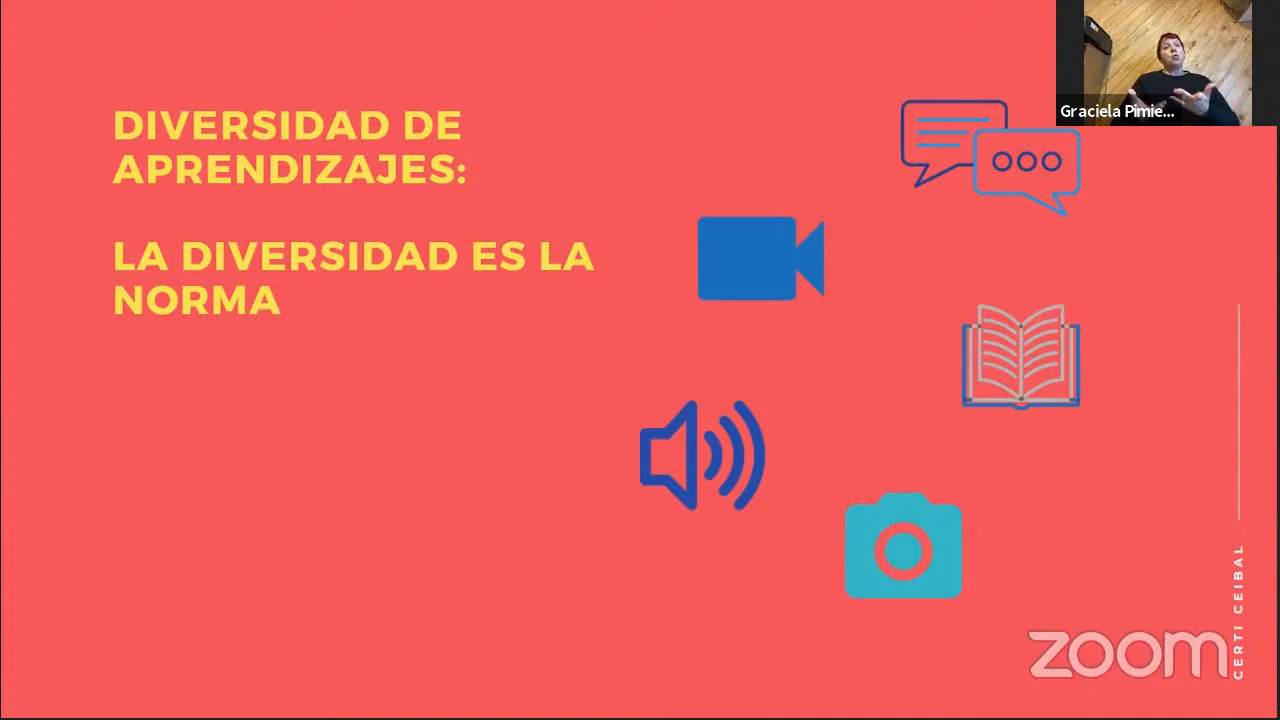 DIVERSIDAD DE
APRENDIZAJES:
LA DIVERSIDAD ES LA
NORMA
Graciela Pimie...
CERTI CEIBAL
zoom